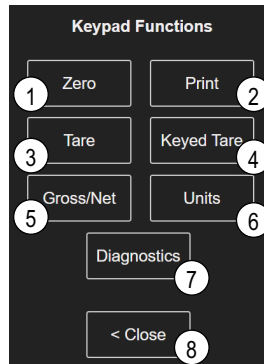 Keypad Functions
Zero Print
1 2
Tare Keyed Tare
3 4
Gross/Net Units
5 6
Diagnostics
7
< Close
8